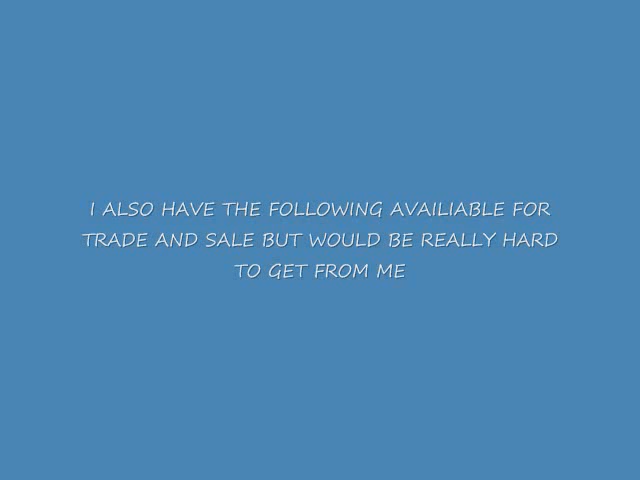 I ALSO HAVE THE FOLLOWING AVAILIABLE FOR
TRADE AND SALE BUT WOULD BE REALLY HARD
TO GET FROM ME